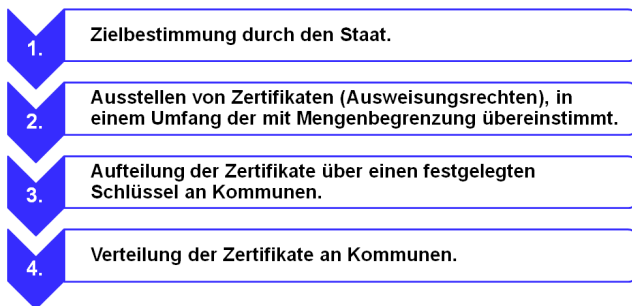 1. Zielbestimmung durch den Staat.
2. Ausstellen von Zertifikaten (Ausweisungsrechten), in
einem Umfang der mit Mengenbegrenzung übereinstimmt.
3. Aufteilung der Zertifikate über einen festgelegten
Schlüssel an Kommunen.
4. Verteilung der Zertifikate an Kommunen.